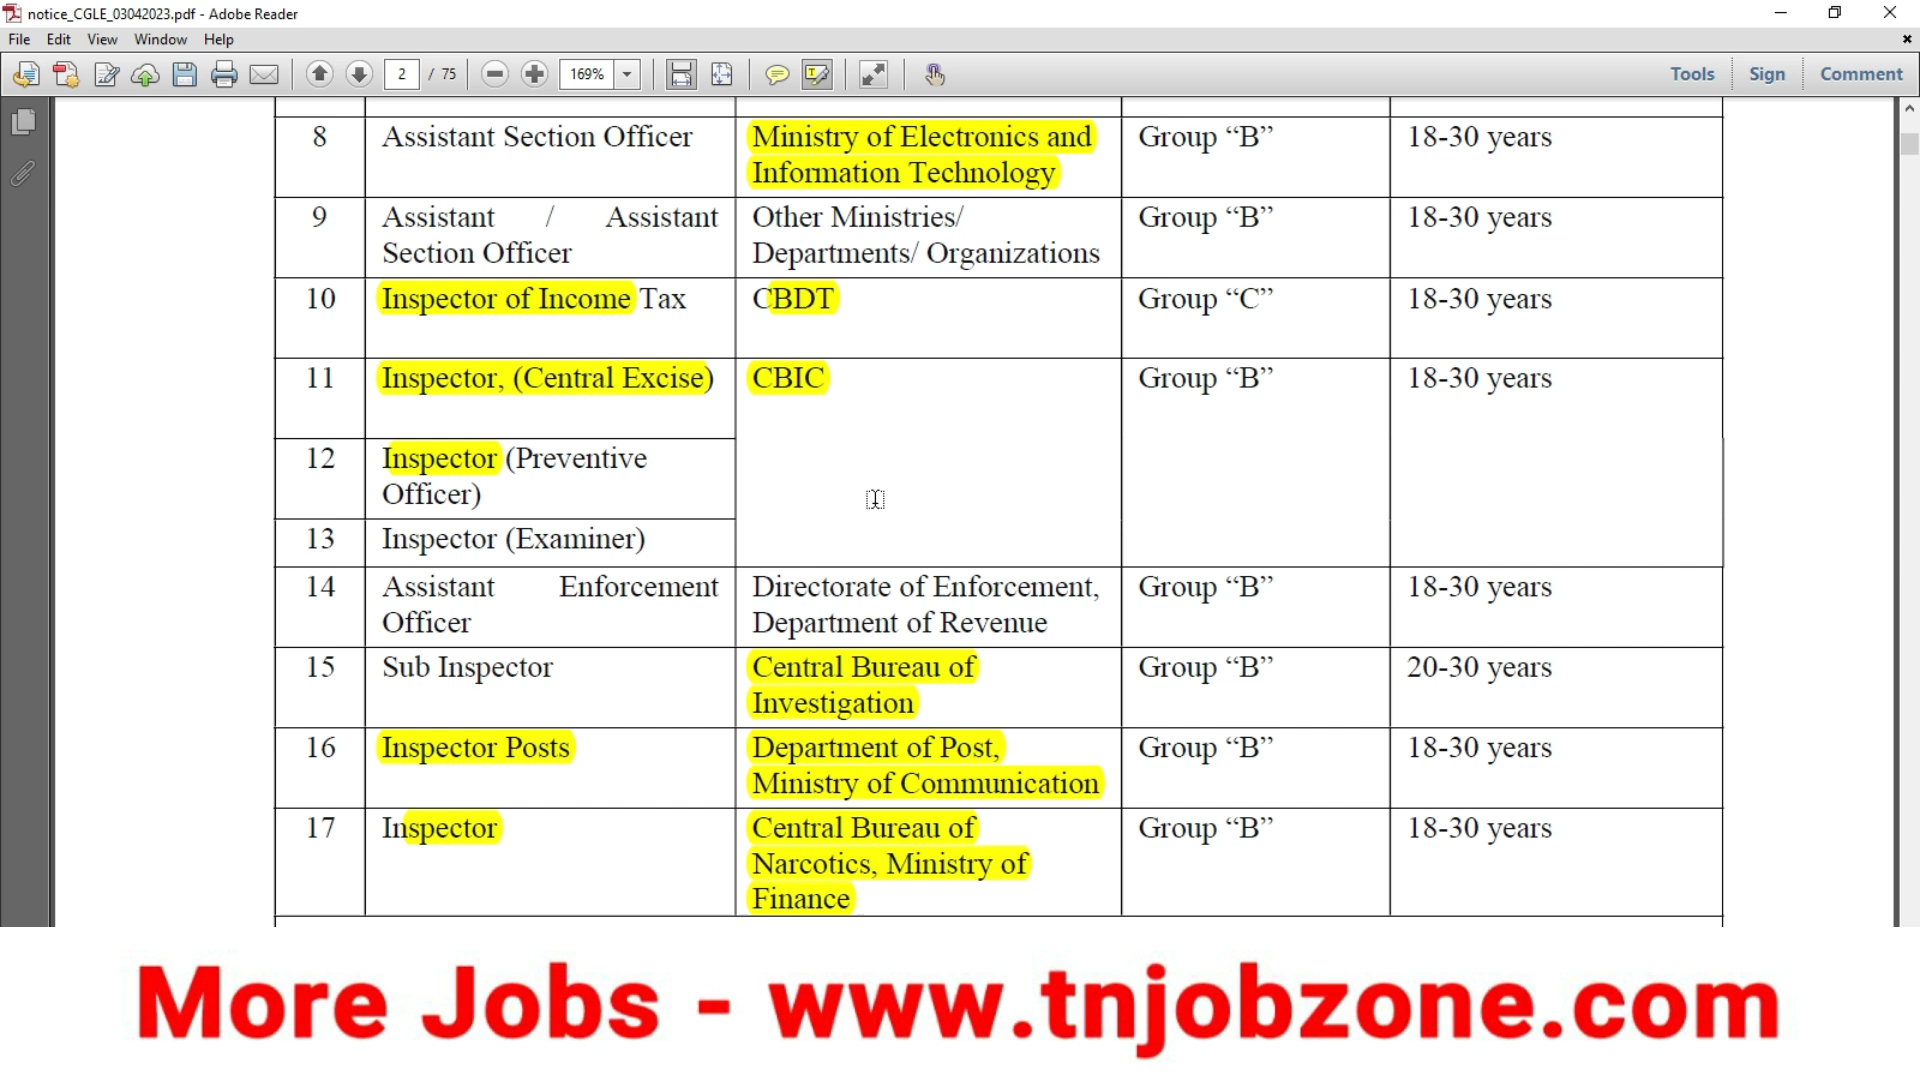 notice_CGLE_03042023.pdf - Adobe Reader
File Edit View Window Help
2 / 75 169% Tools Sign Comment
8 Assistant Section Officer Ministry of Electronics and Group “B” 18-30 years
Information Technology
9 Assistant / Assistant Other Ministries/ Group “B” 18-30 years
Section Officer Departments/ Organizations
10 Inspector of Income Tax CBDT Group “C” 18-30 years
11 Inspector, (Central Excise) CBIC Group “B” 18-30 years
12 Inspector (Preventive
Officer)
13 Inspector (Examiner)
14 Assistant Enforcement Directorate of Enforcement, Group “B” 18-30 years
Officer Department of Revenue
15 Sub Inspector Central Bureau of Group “B” 20-30 years
Investigation
16 Inspector Posts Department of Post, Group “B” 18-30 years
Ministry of Communication
17 Inspector Central Bureau of Group “B” 18-30 years
Narcotics, Ministry of
Finance
More Jobs - www.tnjobzone.com